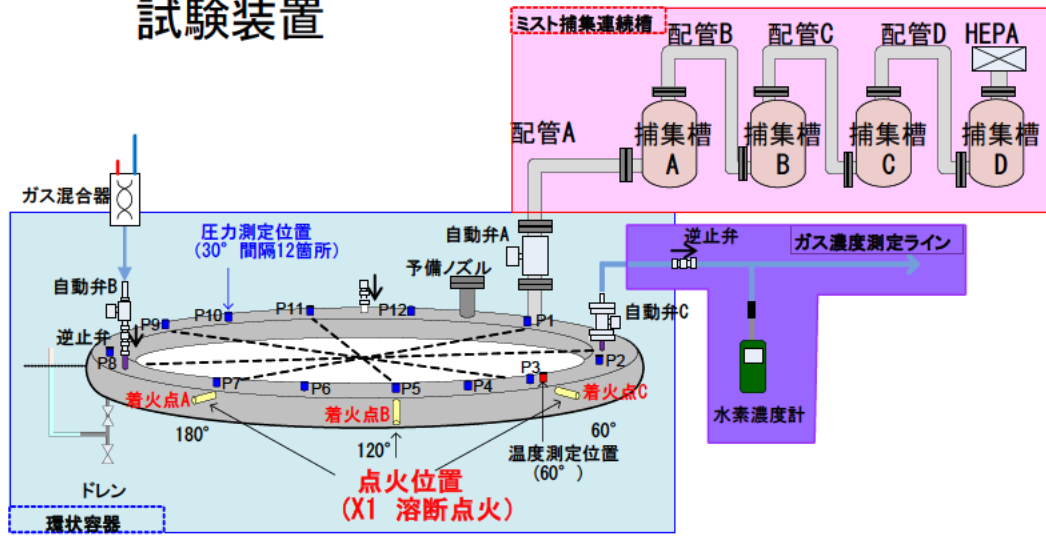 試験装置
ミスト捕集連続槽
配管B
配管C
配管D
HEPA
配管A
捕集槽
A
捕集槽
B
捕集槽
C
捕集槽
D
ガス混合器
圧力測定位置
(30°間隔12箇所)
自動弁A
逆止弁
ガス濃度測定ライン
予備ノズル
自動弁B
自動弁C
逆止弁
P9
P10
P11
P12
P1
P2
P8
P7
P6
P5
P4
P3
着火点A
着火点B
着火点C
水素濃度計
180°
120°
60°
温度測定位置
(60°)
点火位置
(X1 溶断点火)
ドレン
環状容器